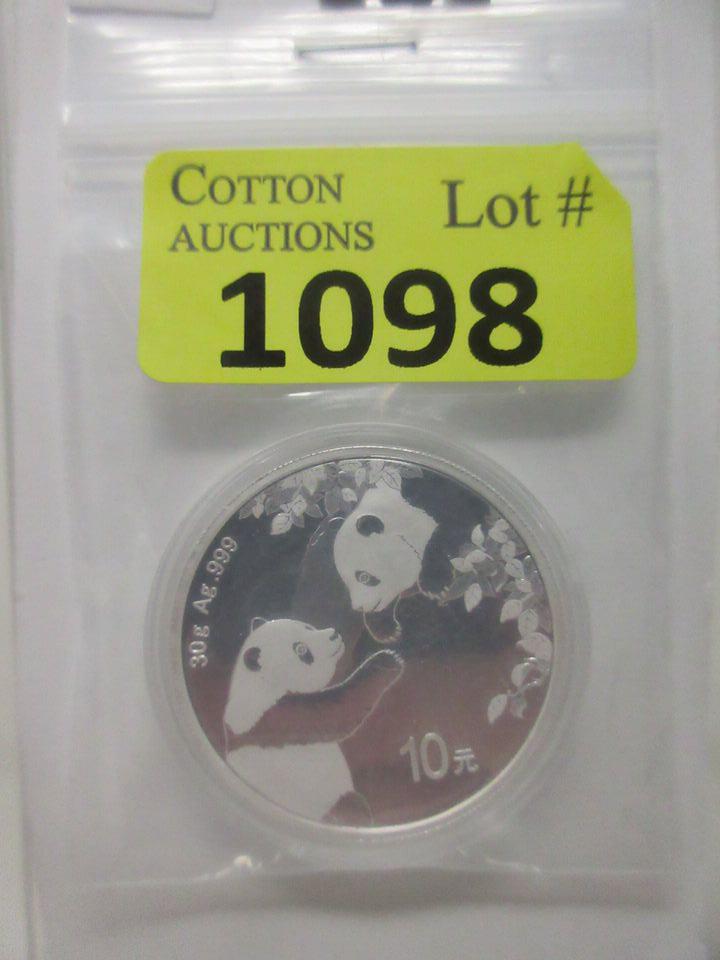 COTTON
AUCTIONS
Lot #
1098
30g Ag.999
10元